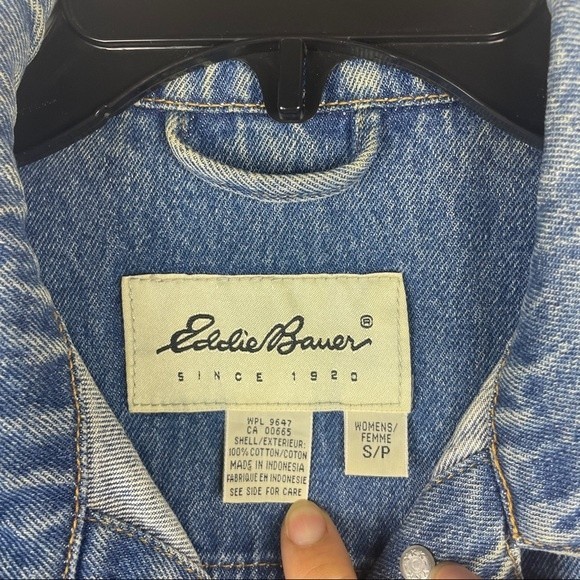 Eddie Bauer®
SINCE 1920
WPL 9647
CA 00665
SHELL/EXTERIEUR:
100% COTTON/COTON
MADE IN INDONESIA
FABRIQUE EN INDONESIE
SEE SIDE FOR CARE
WOMENS/
FEMME
S/P